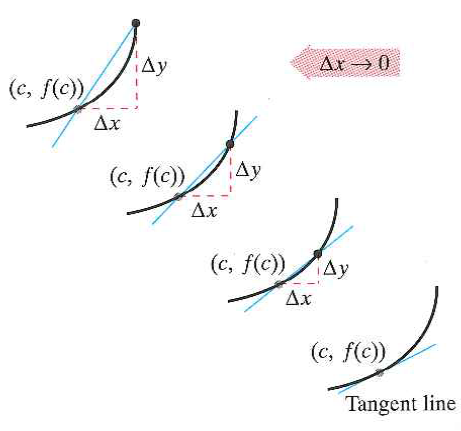 Δy
Δx → 0
(c, f(c))
Δx
(c, f(c))
Δy
Δx
(c, f(c))
Δy
Δx
(c, f(c))
Tangent line